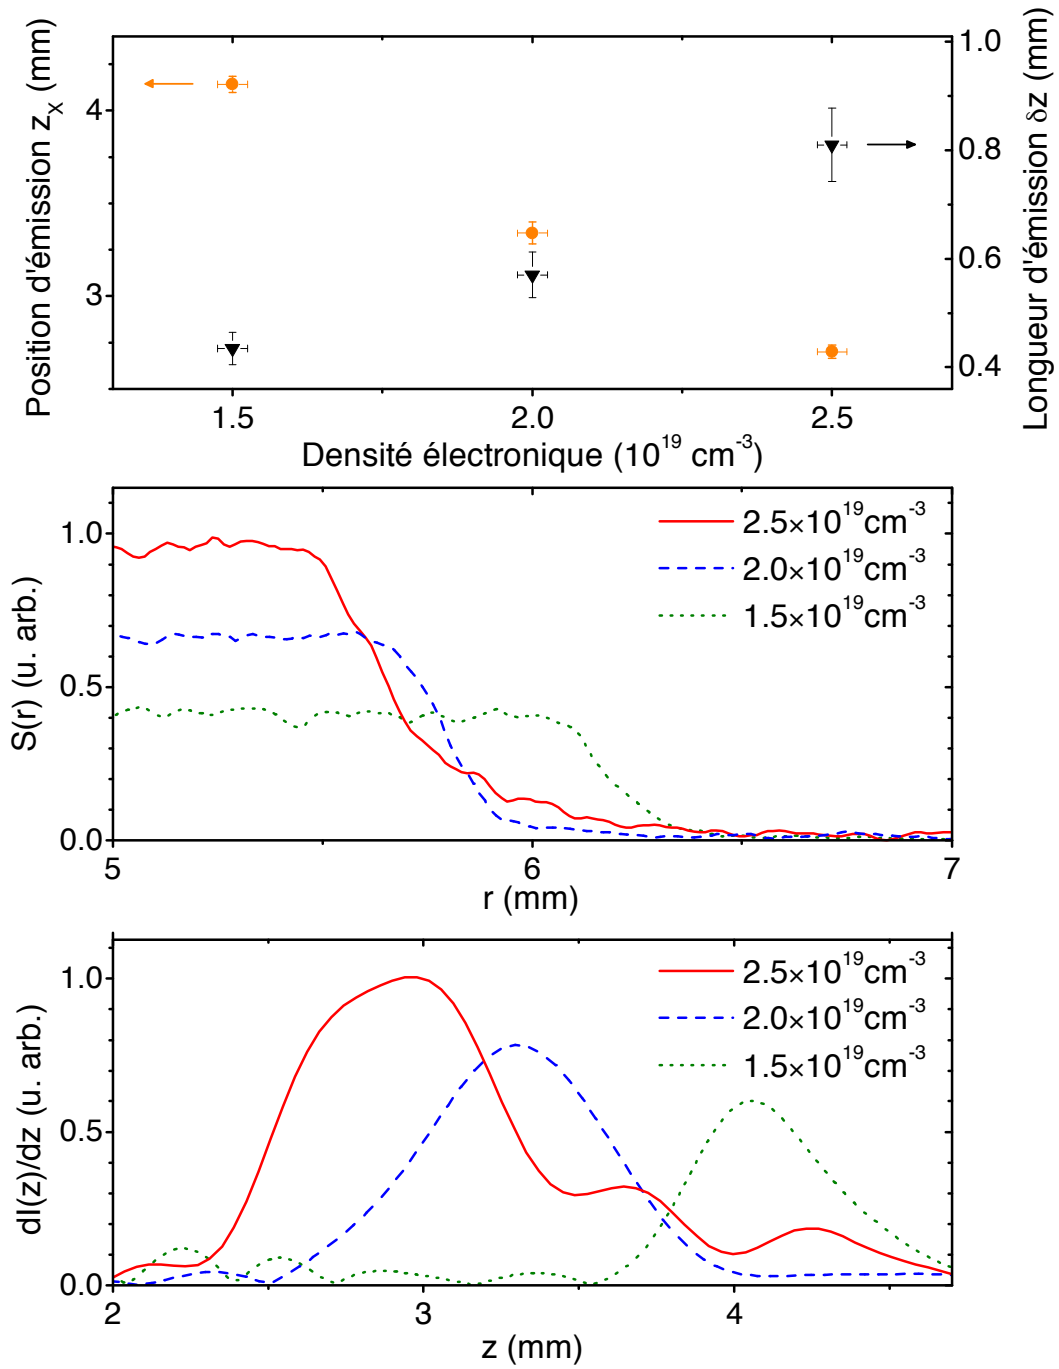 Position d'émission z_x (mm)
4
3
1.0
0.8
0.6
0.4
Longueur d'émission δz (mm)
1.5 2.0 2.5
Densité électronique (10^19 cm^-3)
S(r) (u. arb.)
1.0
0.5
0.0
2.5×10^19cm^-3
2.0×10^19cm^-3
1.5×10^19cm^-3
5 6 7
r (mm)
dI(z)/dz (u. arb.)
1.0
0.5
0.0
2.5×10^19cm^-3
2.0×10^19cm^-3
1.5×10^19cm^-3
2 3 4
z (mm)